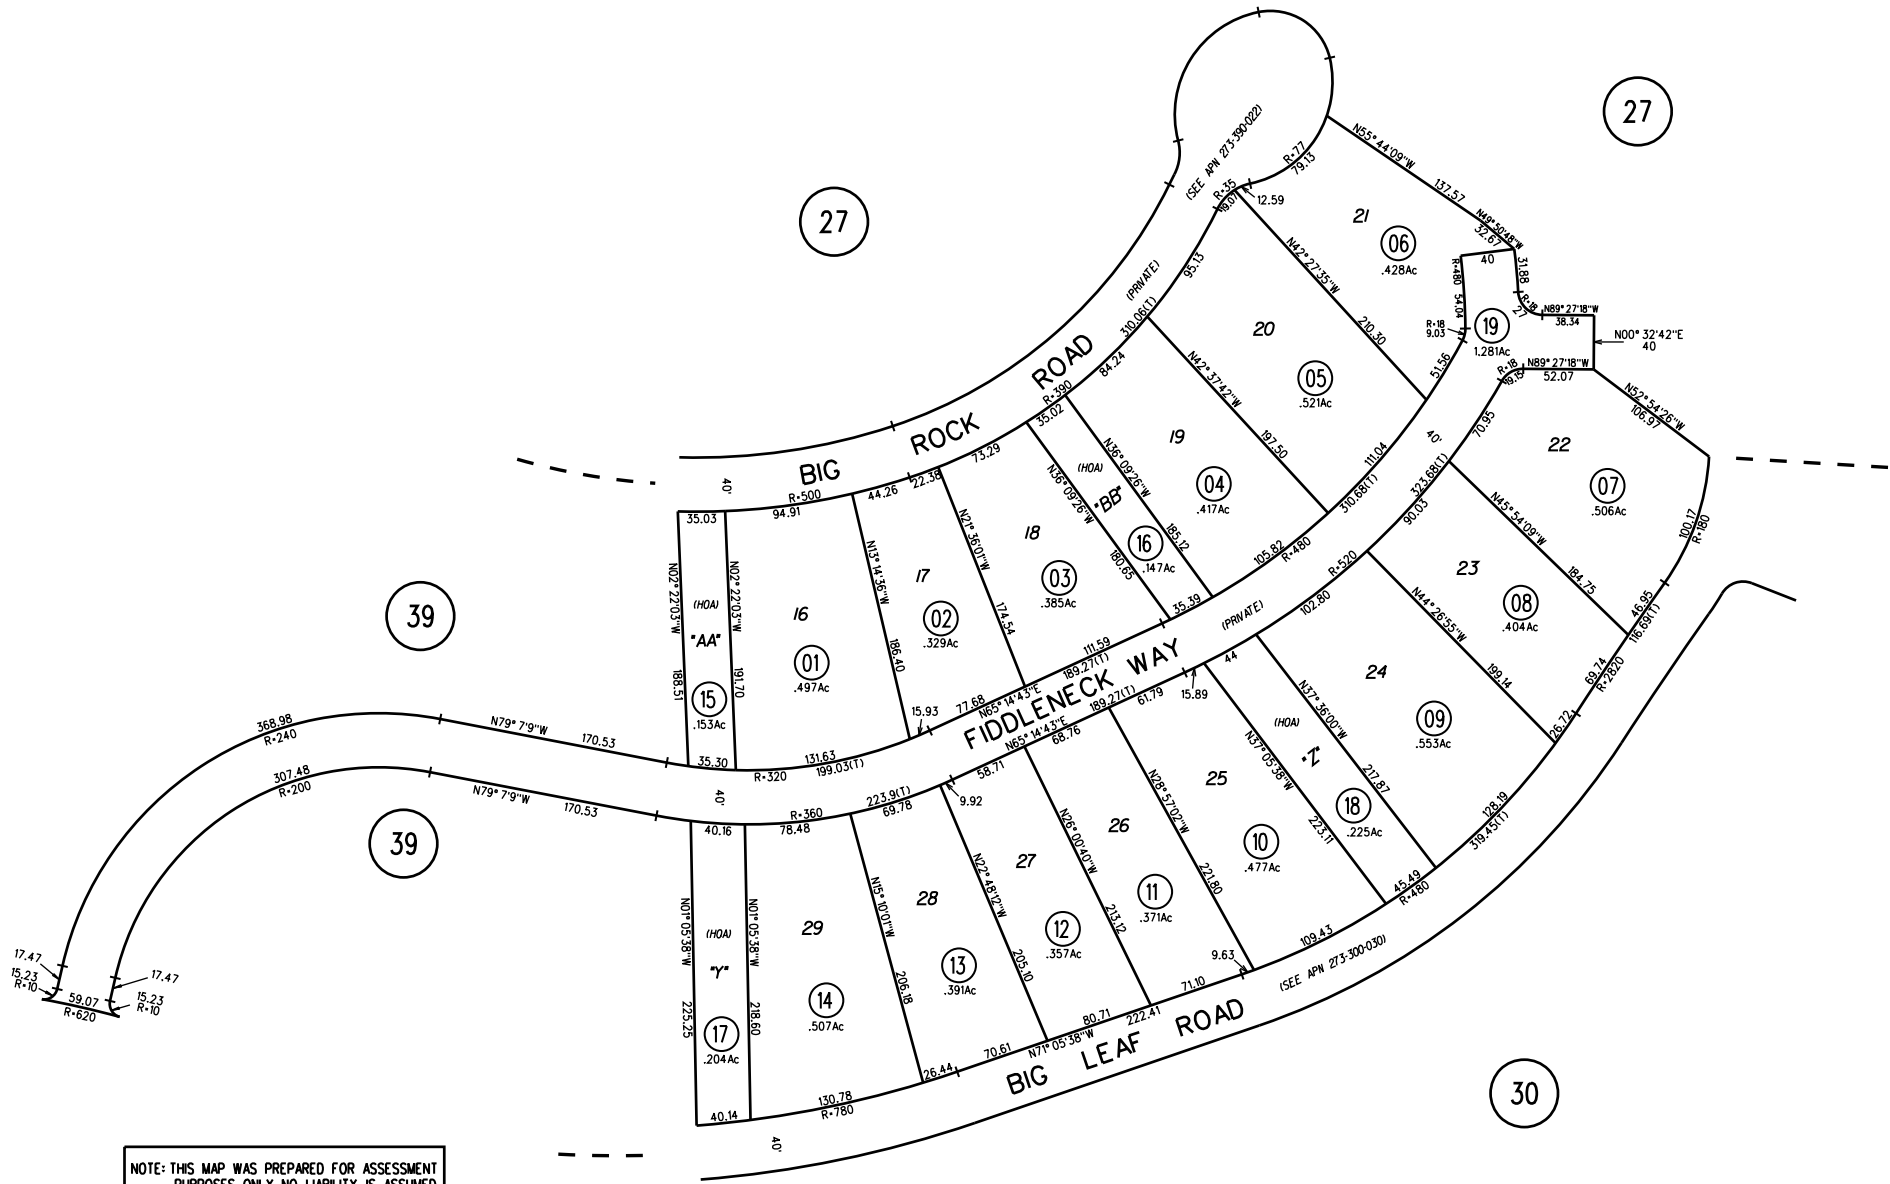 27
27
39
39
30
(SEE APN 273-390-022)
R=77
79.13
R=35
19.07
12.59
N55°44'09"W
137.57
N49°50'48"W
32.67
21
06
.428Ac
40
31.88
R=480
54.04
R=18
27
N89°27'18"W
38.34
N00°32'42"E
40
R=18
9.03
19
1.281Ac
N89°27'18"W
52.07
R=18
19.15
N52°54'26"W
106.97
95.13
(PRIVATE)
310.06(T)
N42°27'35"W
210.30
20
05
.521Ac
51.56
BIG ROCK ROAD
R=390
84.24
35.02
N42°37'42"W
197.50
19
04
.417Ac
111.04
310.68(T)
40'
70.95
323.68(T)
90.03
22
07
.506Ac
100.17
R=180
N45°54'09"W
184.75
73.29
N36°09'26"W
180.65
(HOA)
"BB"
16
.147Ac
N36°09'26"W
185.12
105.82
R=480
35.39
40'
R=500
94.91
44.26
22.38
35.03
N02°22'03"W
188.51
(HOA)
"AA"
15
.153Ac
N02°22'03"W
191.70
16
01
.497Ac
N13°14'36"W
186.40
17
02
.329Ac
N21°36'01"W
174.54
18
03
.385Ac
R=520
102.80
23
08
.404Ac
46.95
116.69(T)
69.74
R=2820
26.72
N44°26'55"W
199.14
24
09
.553Ac
128.19
319.45(T)
(PRIVATE)
44
FIDDLENECK WAY
111.59
189.27(T)
77.68
N65°14'43"E
15.93
131.63
199.03(T)
R=320
35.30
189.27(T)
N65°14'43"E
68.76
61.79
15.89
58.71
9.92
223.9(T)
69.78
R=360
78.48
40.16
40'
368.98
R=240
307.48
R=200
N79°7'9"W
170.53
N79°7'9"W
170.53
17.47
15.23
R=10
59.07
R=620
17.47
15.23
R=10
N37°36'00"W
217.87
(HOA)
"Z"
18
.225Ac
N37°05'38"W
223.11
45.49
R=480
25
10
.477Ac
N28°57'02"W
221.80
26
11
.371Ac
N26°00'40"W
213.12
27
12
.357Ac
N22°48'12"W
205.10
28
13
.391Ac
N15°10'01"W
206.18
29
14
.507Ac
N01°05'38"W
218.60
(HOA)
"Y"
17
.204Ac
N01°05'38"W
225.25
109.43
9.63
71.10
222.41
80.71
N71°05'38"W
70.61
26.44
130.78
R=780
40.14
40'
(SEE APN 273-300-030)
BIG LEAF ROAD
NOTE: THIS MAP WAS PREPARED FOR ASSESSMENT
PURPOSES ONLY. NO LIABILITY IS ASSUMED